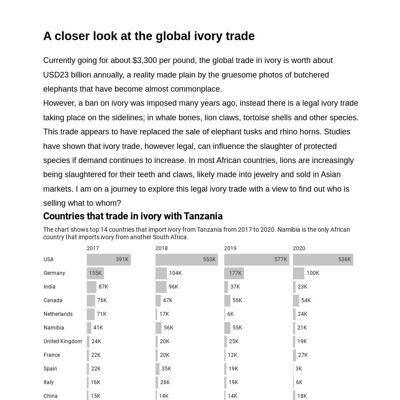 A closer look at the global ivory trade
Currently going for about $3,300 per pound, the global trade in ivory is worth about
USD23 billion annually, a reality made plain by the gruesome photos of butchered
elephants that have become almost commonplace.
However, a ban on ivory was imposed many years ago, instead there is a legal ivory trade
taking place on the sidelines; in whale bones, lion claws, tortoise shells and other species.
This trade appears to have replaced the sale of elephant tusks and rhino horns. Studies
have shown that ivory trade, however legal, can influence the slaughter of protected
species if demand continues to increase. In most African countries, lions are increasingly
being slaughtered for their teeth and claws, likely made into jewelry and sold in Asian
markets. I am on a journey to explore this legal ivory trade with a view to find out who is
selling what to whom?
Countries that trade in ivory with Tanzania
The chart shows top 14 countries that import ivory from Tanzania from 2017 to 2020. Namibia is the only African
country that imports ivory from another South Africa.
2017 2018 2019 2020
USA 391K 553K 577K 536K
Germany 155K 104K 177K 100K
India 87K 96K 37K 23K
Canada 76K 47K 55K 54K
Netherlands 71K 17K 6K 24K
Namibia 41K 56K 55K 21K
United Kingdom 24K 20K 25K 19K
France 22K 20K 12K 27K
Spain 22K 35K 19K 3K
Italy 16K 26K 19K 6K
China 15K 14K 14K 18K